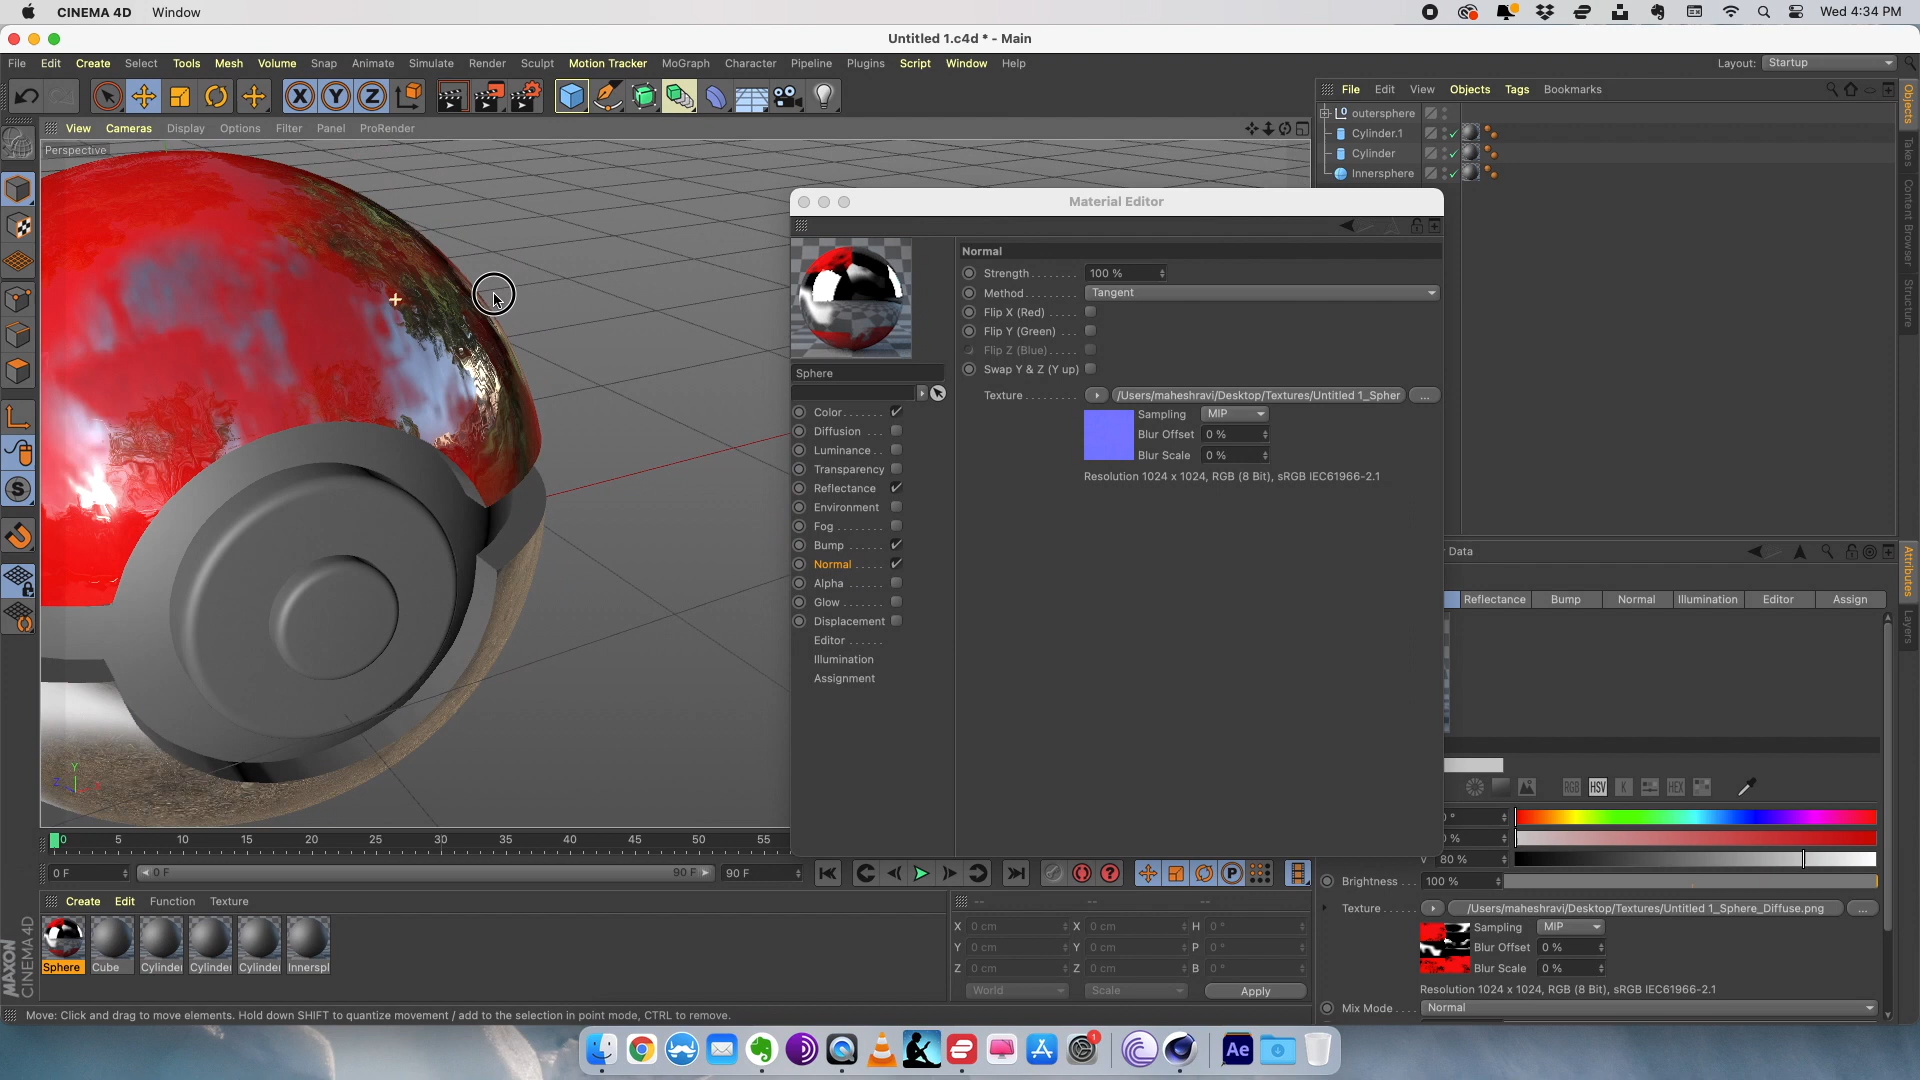 CINEMA 4D Window
Wed 4:34 PM
Untitled 1.c4d * - Main
File Edit Create Select Tools Mesh Volume Snap Animate Simulate Render Sculpt Motion Tracker MoGraph Character Pipeline Plugins Script Window Help
Layout: Startup
File Edit View Objects Tags Bookmarks
View Cameras Display Options Filter Panel ProRender
Perspective
outersphere
Cylinder.1
Cylinder
Innersphere
Objects
Takes
Content Browser
Structure
Material Editor
Normal
Strength 100 %
Method Tangent
Flip X (Red)
Flip Y (Green)
Flip Z (Blue)
Swap Y & Z (Y up)
Texture /Users/maheshravi/Desktop/Textures/Untitled 1_Spher ...
Sampling MIP
Blur Offset 0 %
Blur Scale 0 %
Resolution 1024 x 1024, RGB (8 Bit), sRGB IEC61966-2.1
Sphere
Color
Diffusion
Luminance
Transparency
Reflectance
Environment
Fog
Bump
Normal
Alpha
Glow
Displacement
Editor
Illumination
Assignment
Data
Attributes
Layers
Reflectance Bump Normal Illumination Editor Assign
RGB HSV K HEX
V 80 %
Brightness 100 %
Texture /Users/maheshravi/Desktop/Textures/Untitled 1_Sphere_Diffuse.png ...
Sampling MIP
Blur Offset 0 %
Blur Scale 0 %
Resolution 1024 x 1024, RGB (8 Bit), sRGB IEC61966-2.1
Mix Mode Normal
0 5 10 15 20 25 30 35 40 45 50 55
0 F 0 F 90 F 90 F
Create Edit Function Texture
Sphere Cube Cylinder Cylinder Cylinder Innerspl
X 0 cm X 0 cm H 0 °
Y 0 cm Y 0 cm P 0 °
Z 0 cm Z 0 cm B 0 °
World Scale Apply
MAXON
CINEMA 4D
Move: Click and drag to move elements. Hold down SHIFT to quantize movement / add to the selection in point mode, CTRL to remove.
Ae